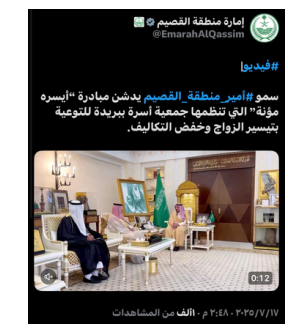 إمارة منطقة القصيم
@EmarahAlQassim
#فيديو|
سمو #أمير_منطقة_القصيم يدشن مبادرة "أيسره
مؤنة" التي تنظمها جمعية أسرة ببريدة للتوعية
بتيسير الزواج وخفض التكاليف.
0:12
٢٠٢٥/٧/١٧ - ٢:٤٨ م - ١ألف من المشاهدات